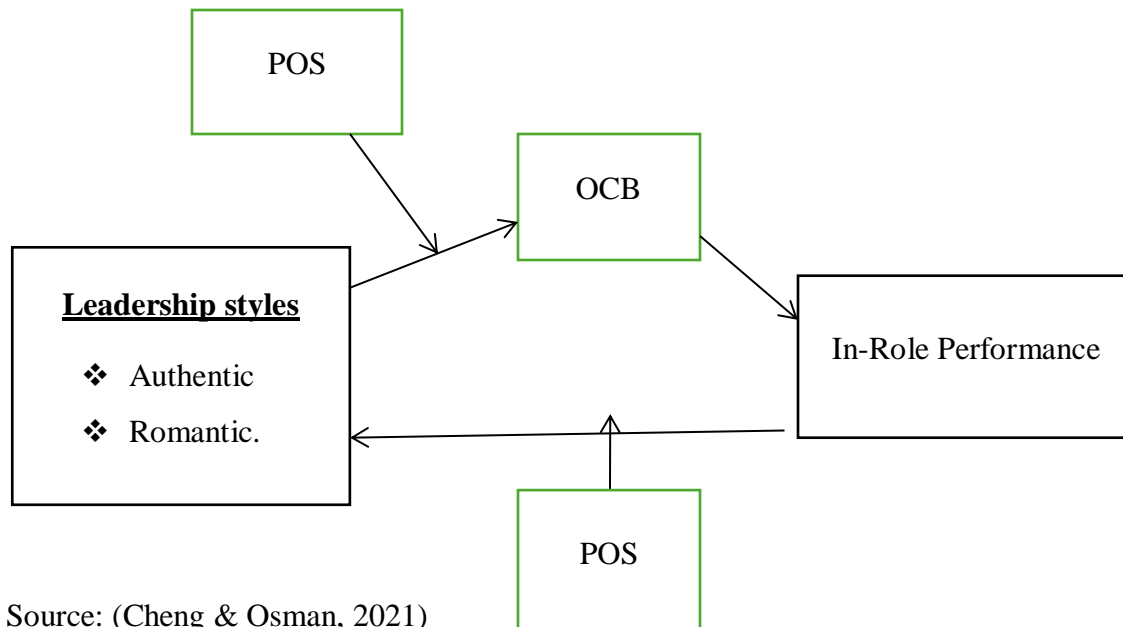 POS
OCB
Leadership styles
❖ Authentic
❖ Romantic.
In-Role Performance
POS
Source: (Cheng & Osman, 2021)